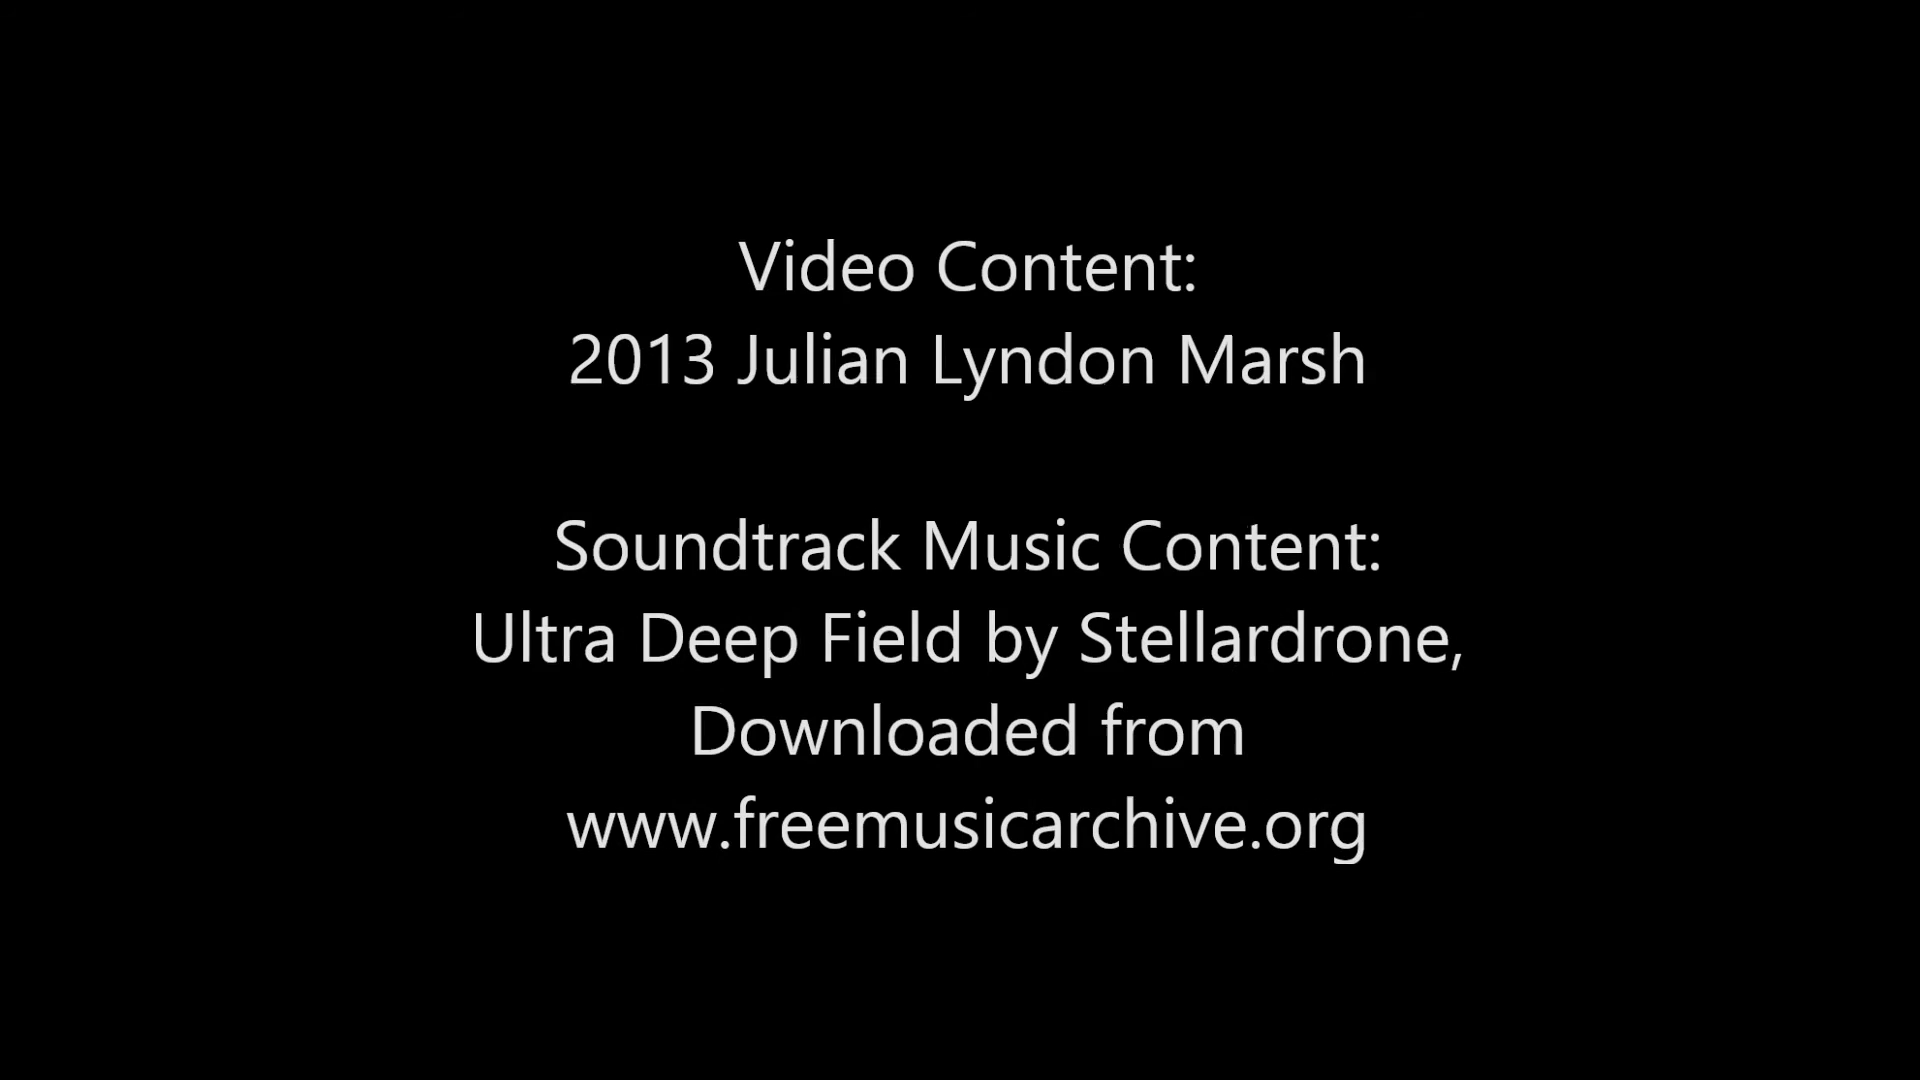 Video Content:
2013 Julian Lyndon Marsh
Soundtrack Music Content:
Ultra Deep Field by Stellardrone,
Downloaded from
www.freemusicarchive.org